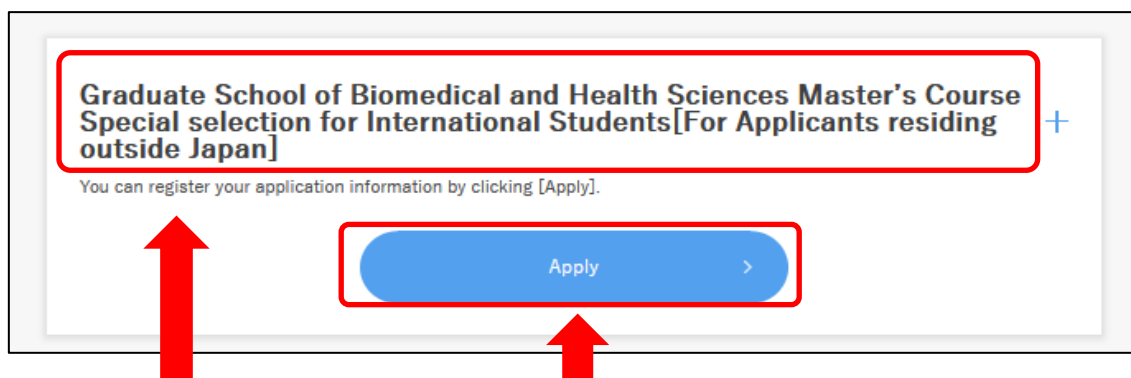 Graduate School of Biomedical and Health Sciences Master's Course
Special selection for International Students[For Applicants residing
outside Japan]
You can register your application information by clicking [Apply].
Apply